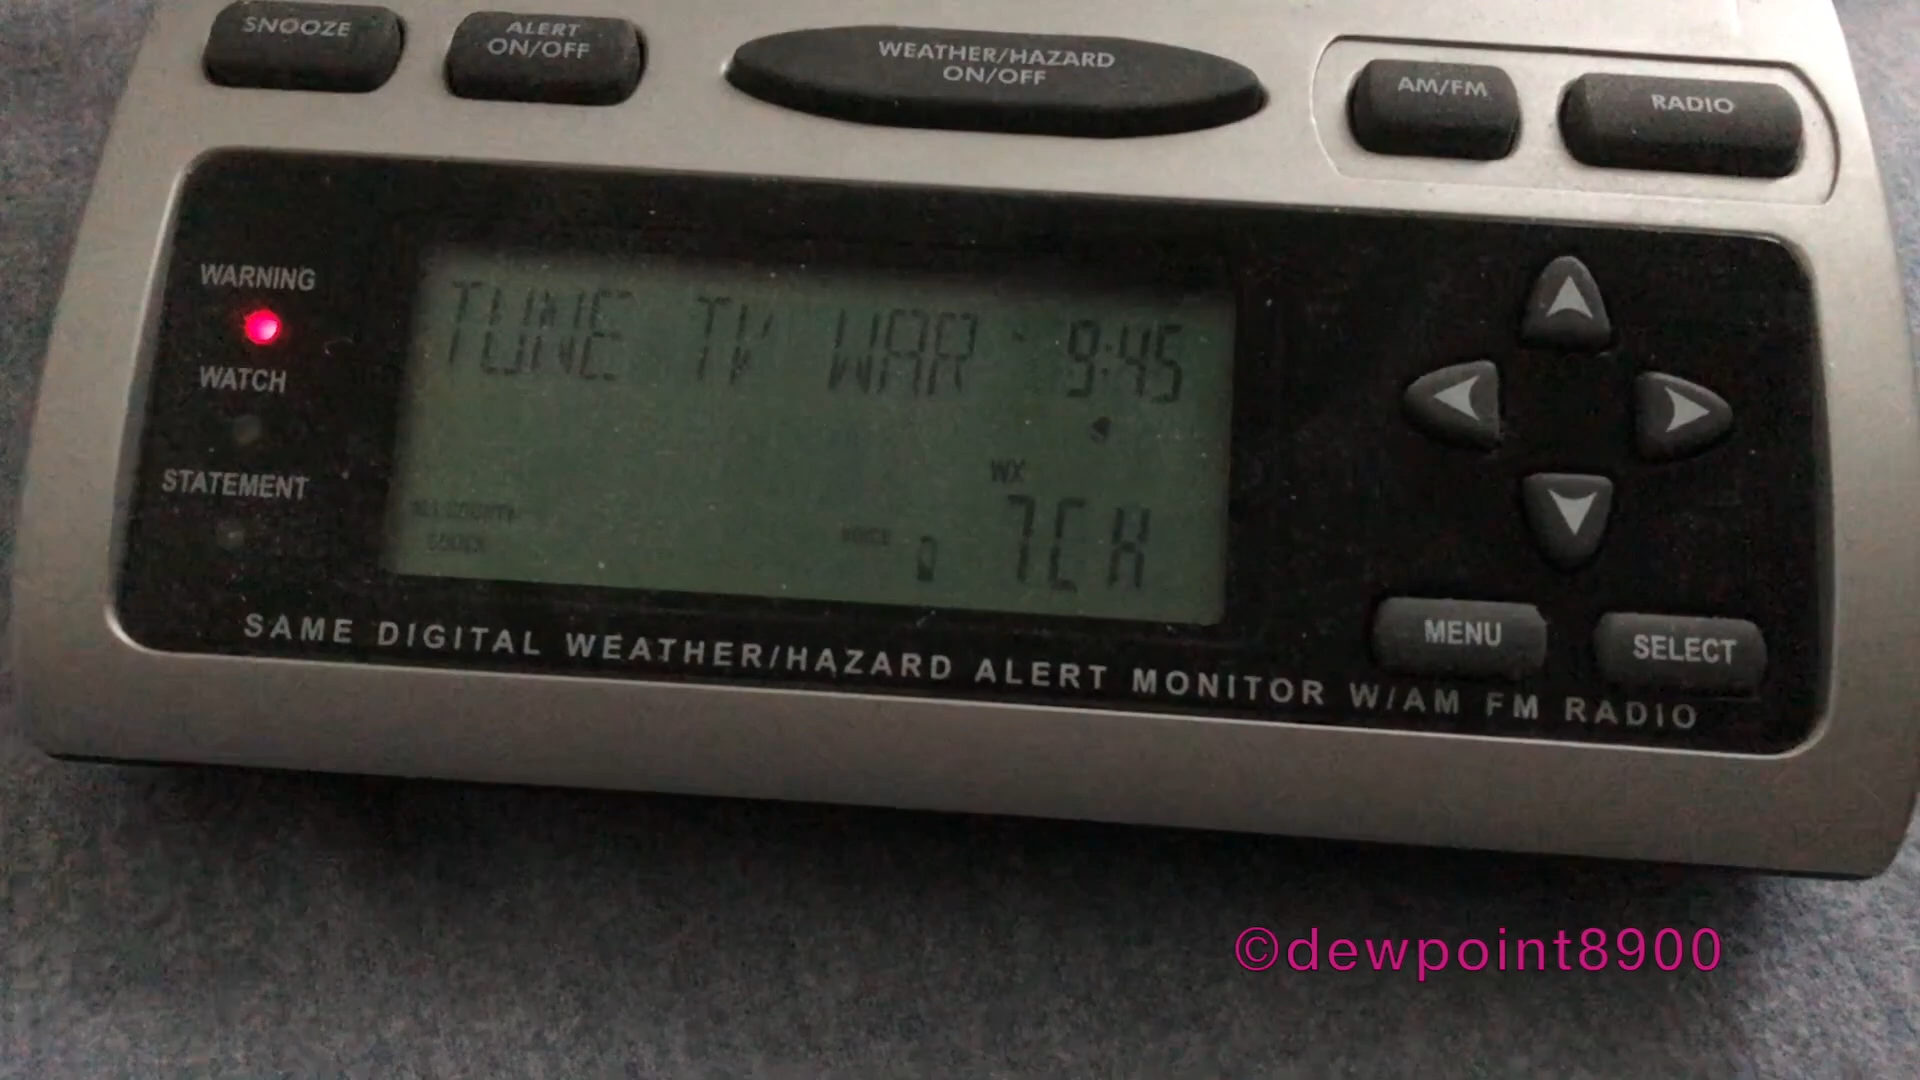 SNOOZE
ALERT
ON/OFF
WEATHER/HAZARD
ON/OFF
AM/FM
RADIO
WARNING
TUNE TV WAR 9:45
WATCH
WX
STATEMENT
7CH
MENU
SELECT
SAME DIGITAL WEATHER/HAZARD ALERT MONITOR W/AM FM RADIO
©dewpoint8900